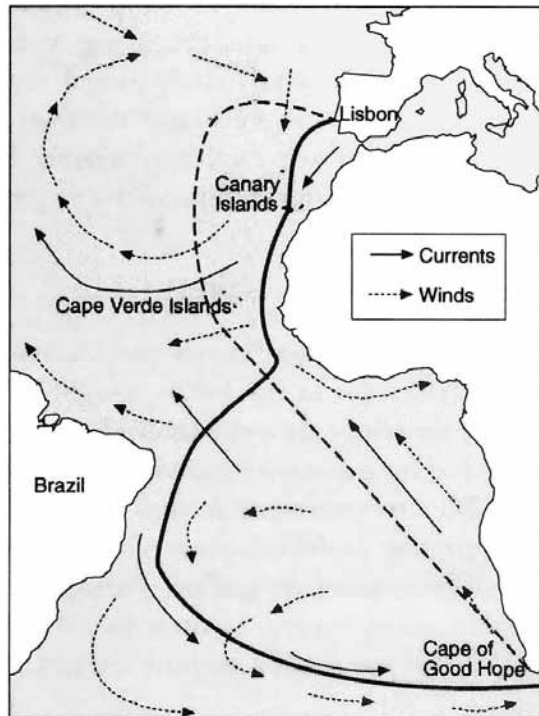 Lisbon
Canary
Islands
Currents
Winds
Cape Verde Islands
Brazil
Cape of
Good Hope